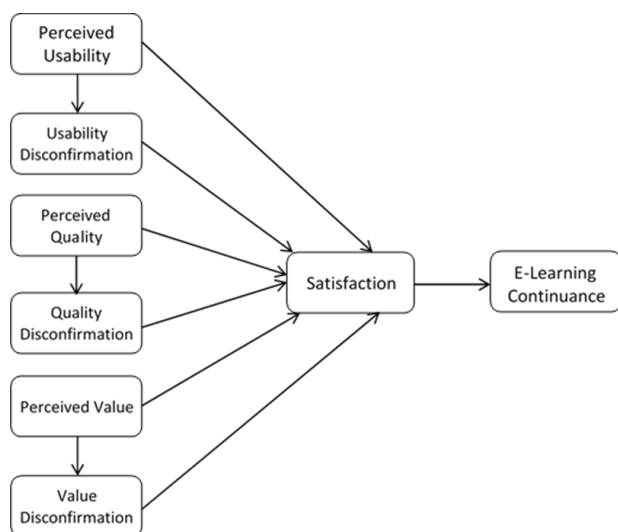 Perceived
Usability
Usability
Disconfirmation
Perceived
Quality
Quality
Disconfirmation
Perceived Value
Value
Disconfirmation
Satisfaction
E-Learning
Continuance